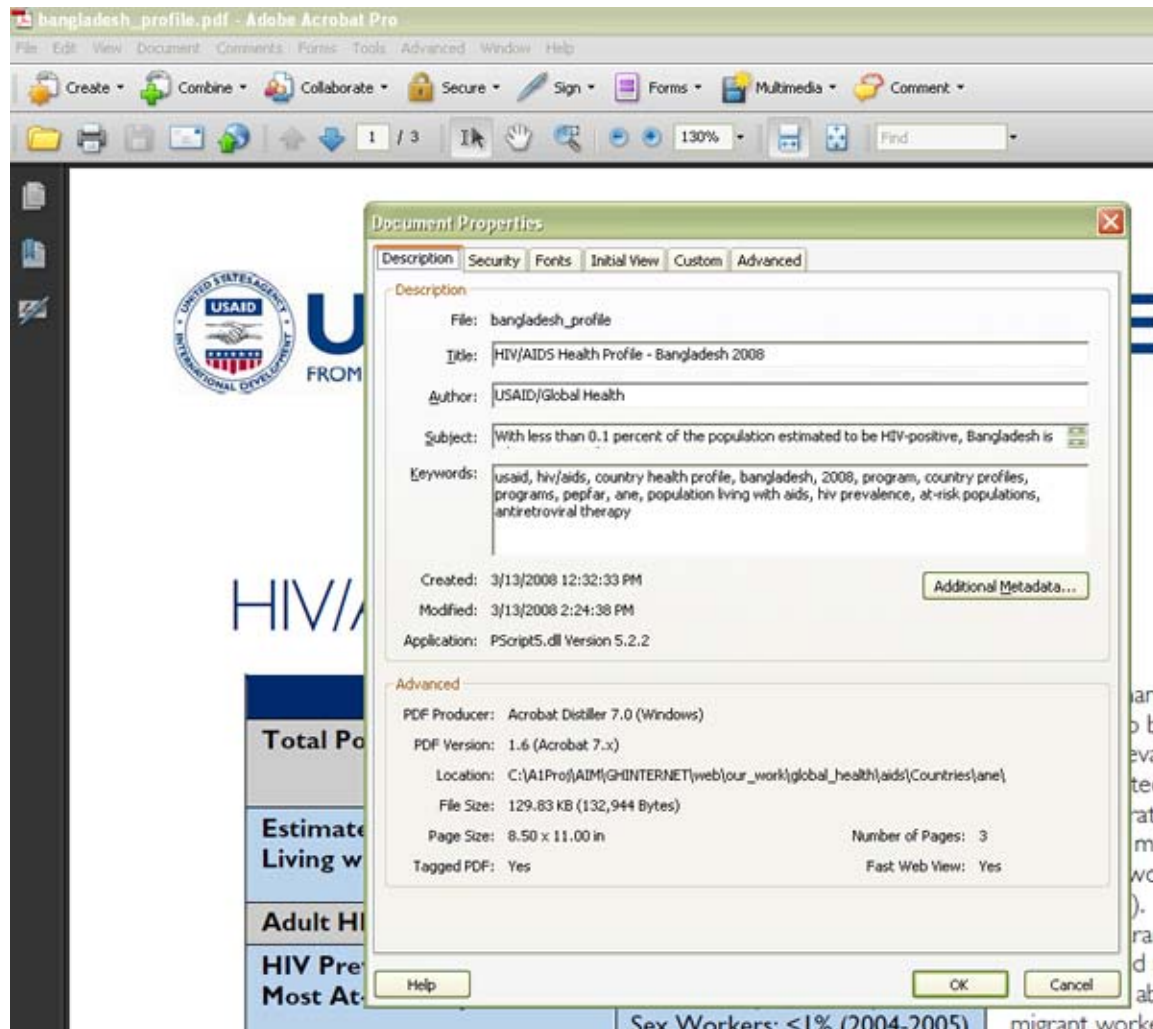 bangladesh_profile.pdf - Adobe Acrobat Pro
File Edit View Document Comments Forms Tools Advanced Window Help
Create Combine Collaborate Secure Sign Forms Multimedia Comment
1 / 3 130% Find
Document Properties
Description Security Fonts Initial View Custom Advanced
Description
File: bangladesh_profile
Title: HIV/AIDS Health Profile - Bangladesh 2008
Author: USAID/Global Health
Subject: With less than 0.1 percent of the population estimated to be HIV-positive, Bangladesh is
Keywords: usaid, hiv/aids, country health profile, bangladesh, 2008, program, country profiles,
programs, pepfar, ane, population living with aids, hiv prevalence, at-risk populations,
antiretroviral therapy
Created: 3/13/2008 12:32:33 PM
Additional Metadata...
Modified: 3/13/2008 2:24:38 PM
Application: PScript5.dll Version 5.2.2
Advanced
PDF Producer: Acrobat Distiller 7.0 (Windows)
PDF Version: 1.6 (Acrobat 7.x)
Location: C:\A1Proj\AIM\GHINTERNET\web\our_work\global_health\aids\Countries\ane\
File Size: 129.83 KB (132,944 Bytes)
Page Size: 8.50 x 11.00 in Number of Pages: 3
Tagged PDF: Yes Fast Web View: Yes
Help OK Cancel
UNITED STATES AGENCY
USAID
INTERNATIONAL DEVELOPMENT
U
FROM
HIV/A
Total Po
Estimate
Living w
Adult HI
HIV Pre
Most At-
Sex Workers: <1% (2004-2005)
migrant worke